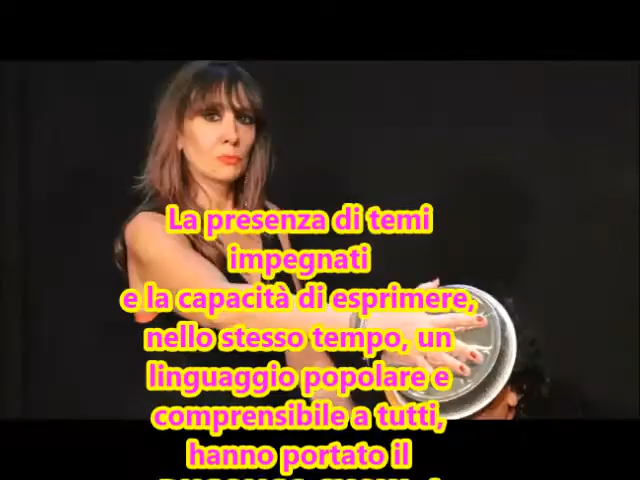 La presenza di temi
impegnati
e la capacità di esprimere,
nello stesso tempo, un
linguaggio popolare e
comprensibile a tutti,
hanno portato il